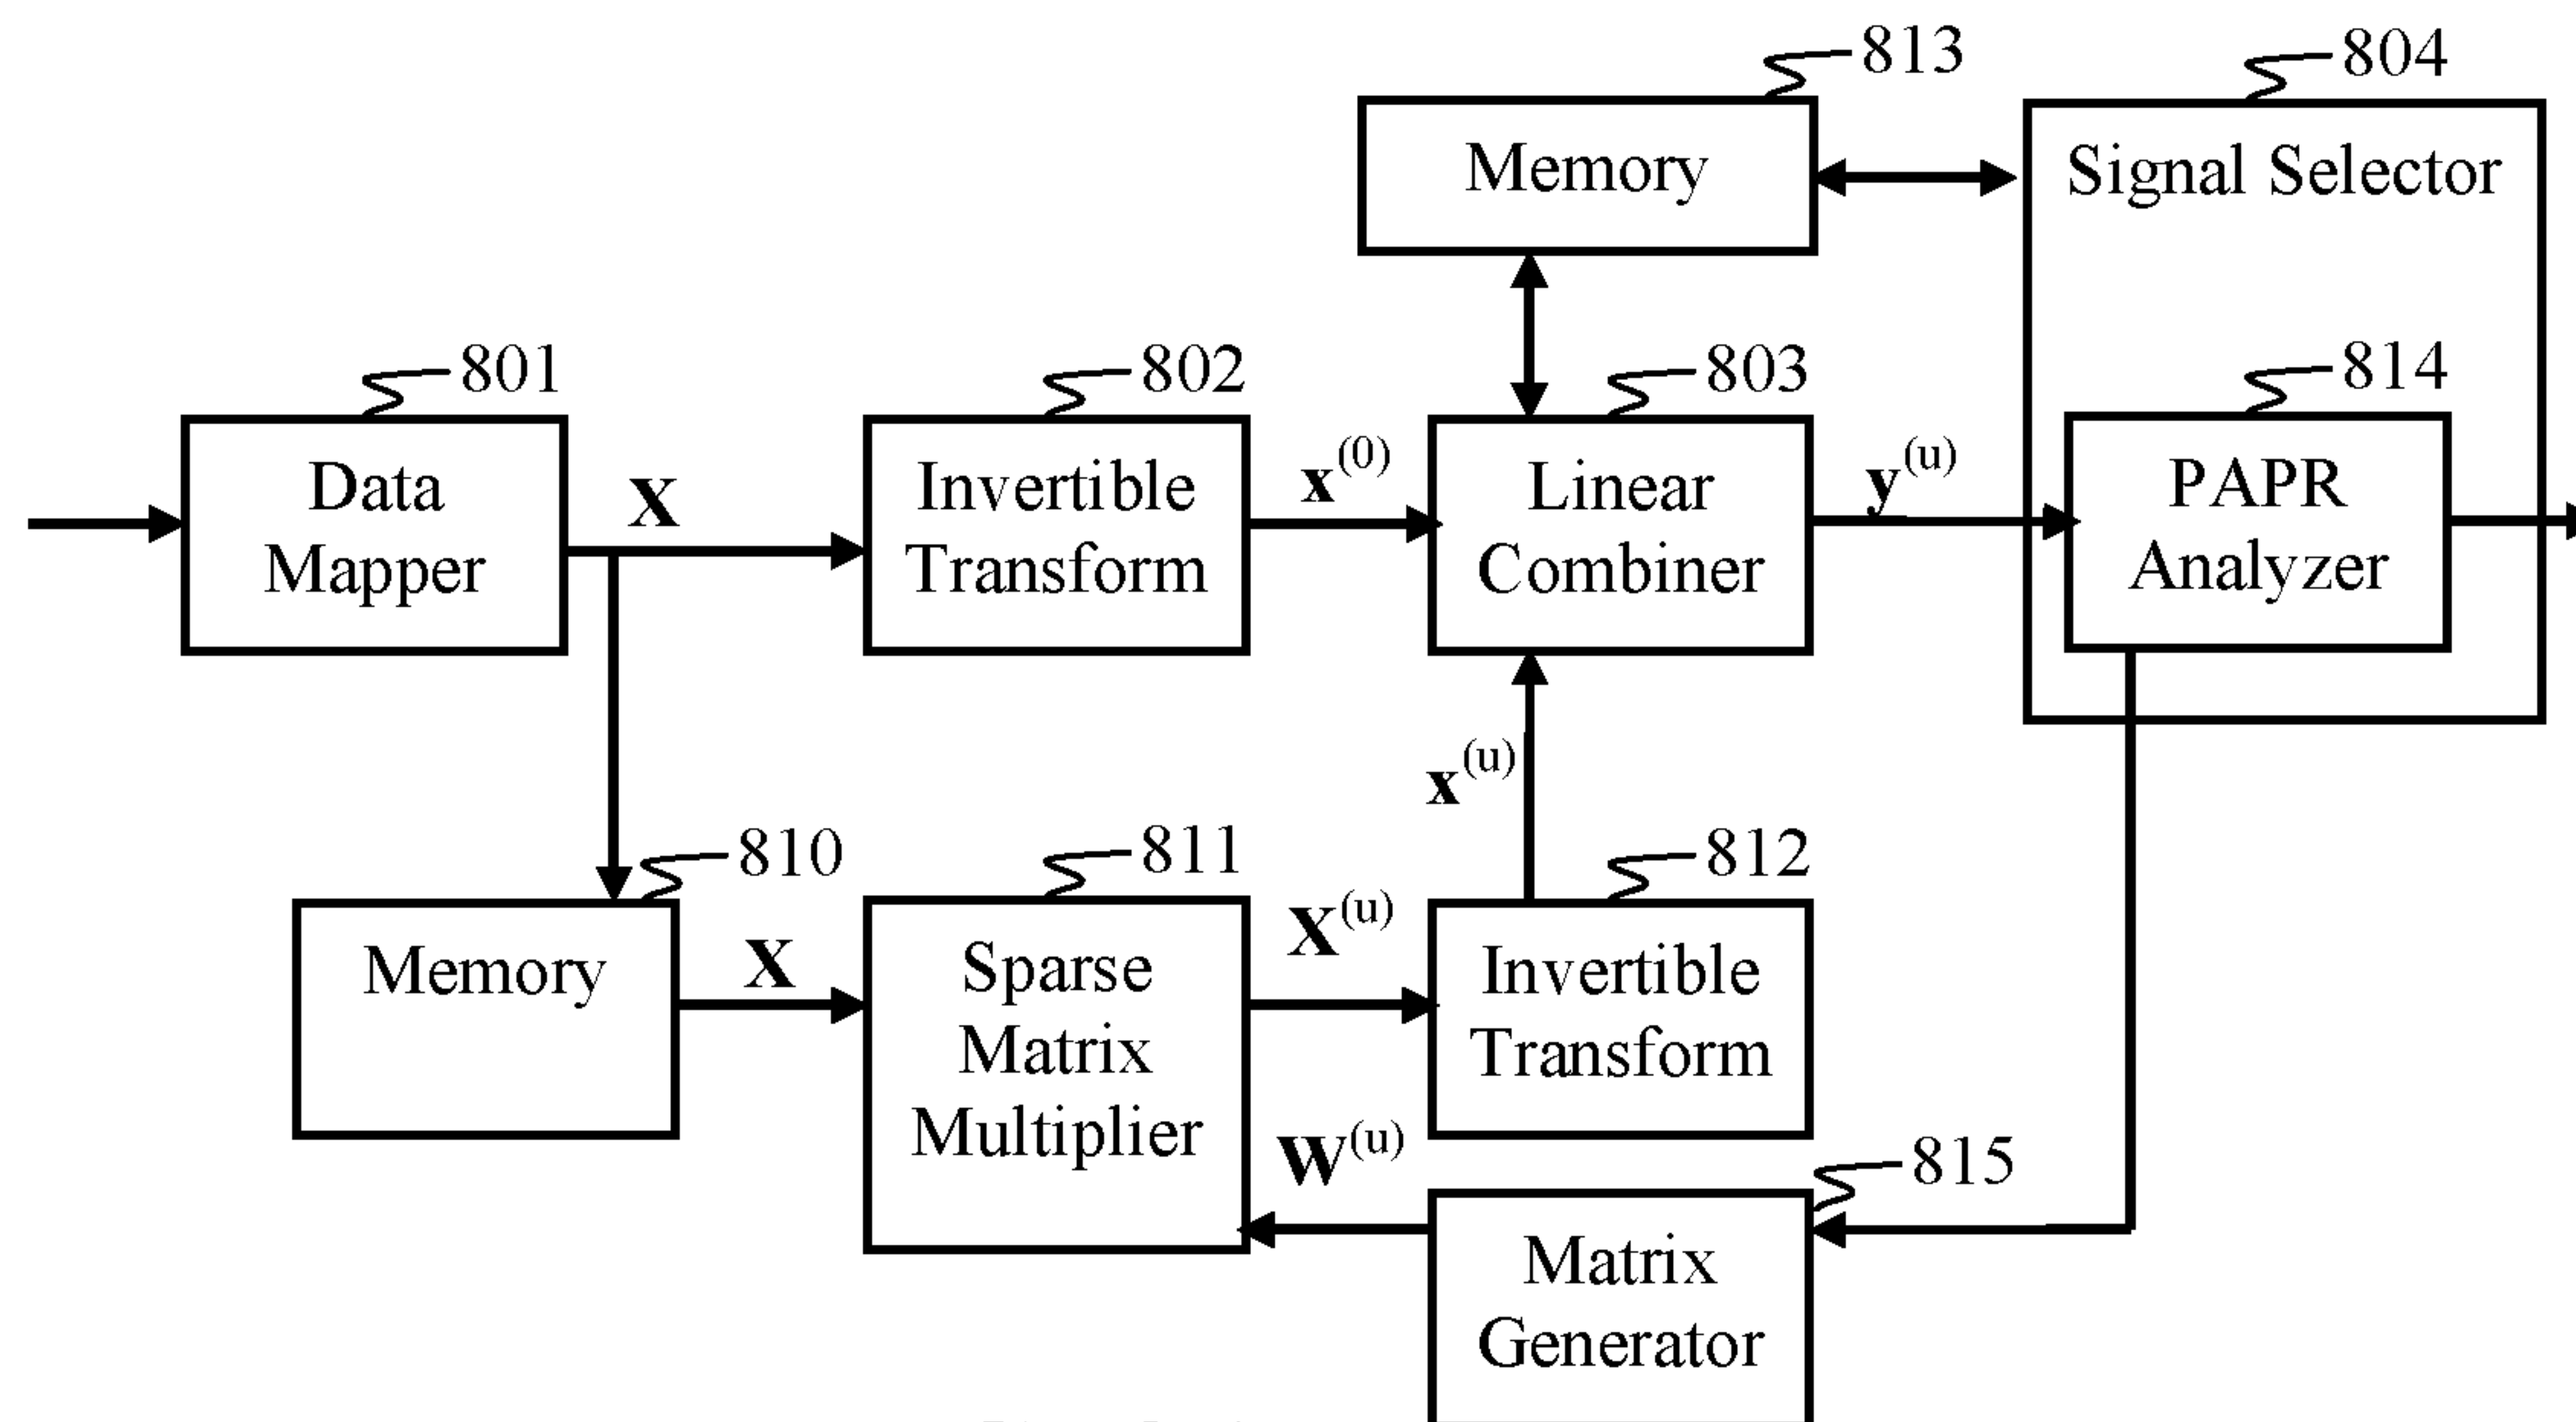 813
804
Memory
Signal Selector
801
802
803
814
Data
Mapper
X
Invertible
Transform
x(0)
Linear
Combiner
y(u)
PAPR
Analyzer
x(u)
810
811
812
Memory
X
Sparse
Matrix
Multiplier
X(u)
Invertible
Transform
W(u)
815
Matrix
Generator